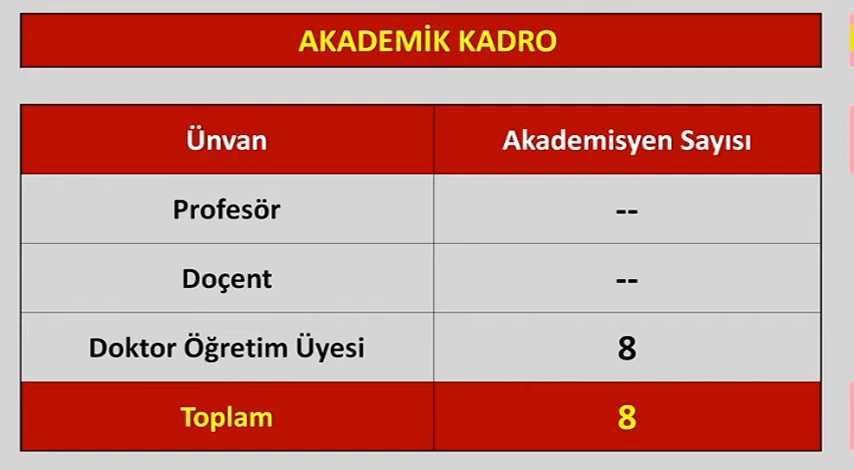 AKADEMİK KADRO
Ünvan Akademisyen Sayısı
Profesör --
Doçent --
Doktor Öğretim Üyesi 8
Toplam 8